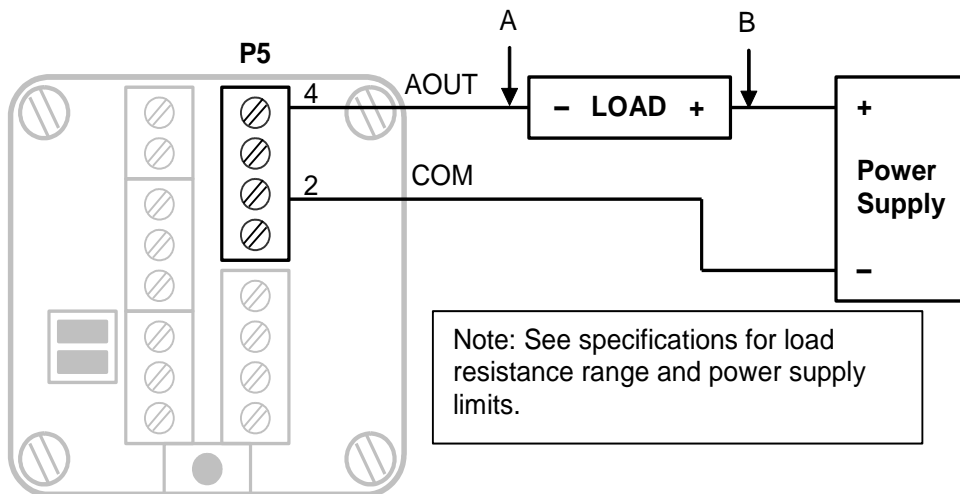 A
B
P5
4
AOUT
− LOAD +
+
2
COM
Power
Supply
−
Note: See specifications for load
resistance range and power supply
limits.